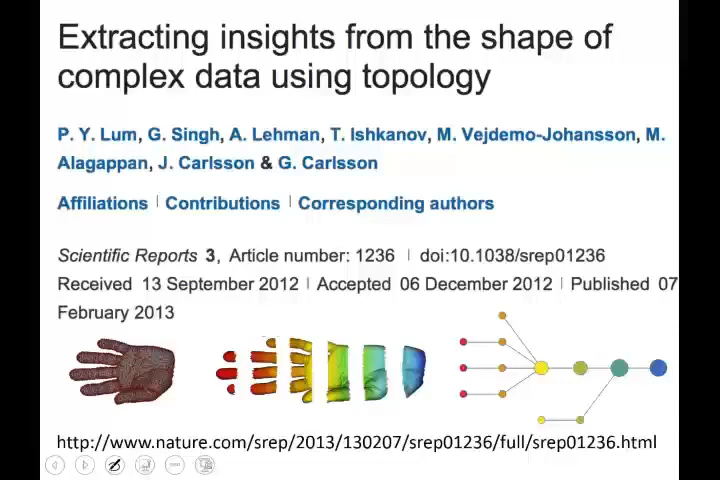 Extracting insights from the shape of
complex data using topology
P. Y. Lum, G. Singh, A. Lehman, T. Ishkanov, M. Vejdemo-Johansson, M.
Alagappan, J. Carlsson & G. Carlsson
Affiliations | Contributions | Corresponding authors
Scientific Reports 3, Article number: 1236 | doi:10.1038/srep01236
Received 13 September 2012 | Accepted 06 December 2012 | Published 07
February 2013
http://www.nature.com/srep/2013/130207/srep01236/full/srep01236.html